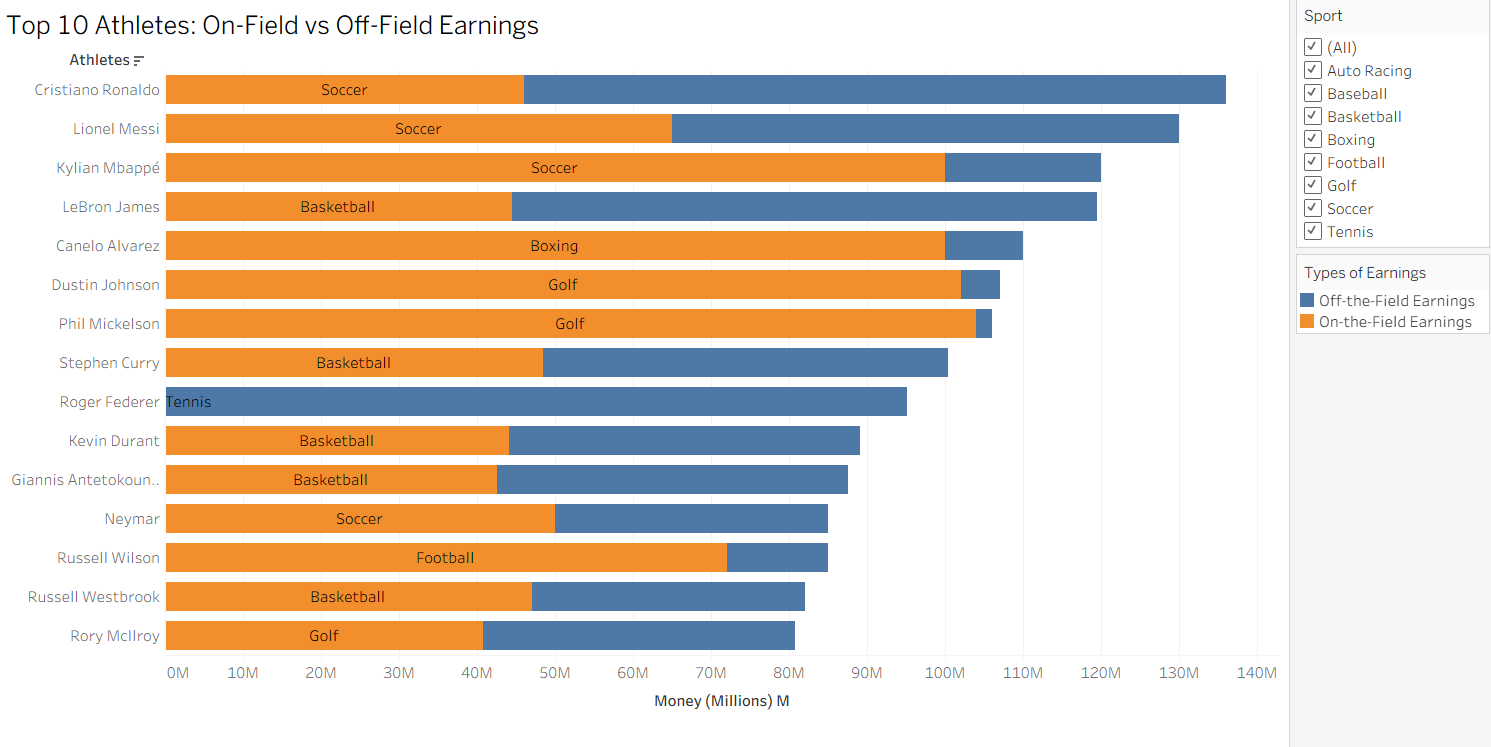 Top 10 Athletes: On-Field vs Off-Field Earnings
Athletes
Cristiano Ronaldo Soccer
Lionel Messi Soccer
Kylian Mbappé Soccer
LeBron James Basketball
Canelo Alvarez Boxing
Dustin Johnson Golf
Phil Mickelson Golf
Stephen Curry Basketball
Roger Federer Tennis
Kevin Durant Basketball
Giannis Antetokoun.. Basketball
Neymar Soccer
Russell Wilson Football
Russell Westbrook Basketball
Rory McIlroy Golf
0M 10M 20M 30M 40M 50M 60M 70M 80M 90M 100M 110M 120M 130M 140M
Money (Millions) M
Sport
(All)
Auto Racing
Baseball
Basketball
Boxing
Football
Golf
Soccer
Tennis
Types of Earnings
Off-the-Field Earnings
On-the-Field Earnings